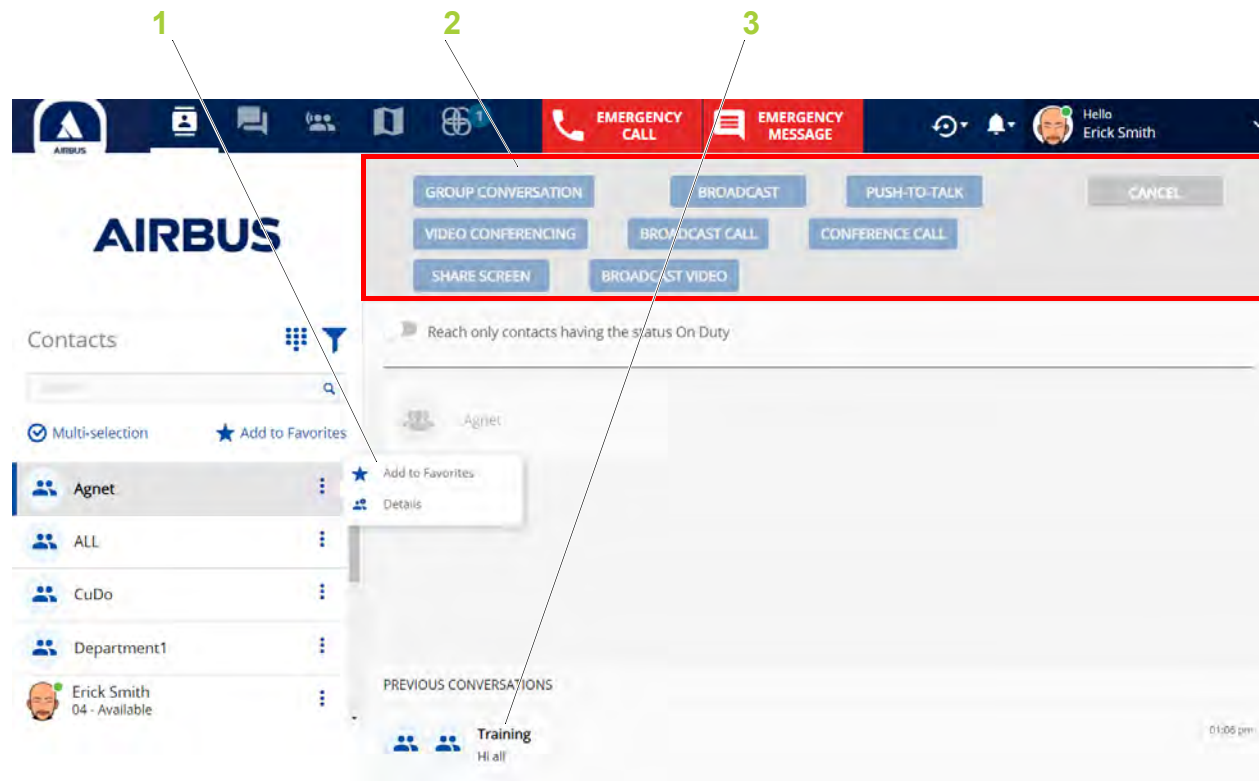 1 2 3
AIRBUS
1
EMERGENCY
CALL
EMERGENCY
MESSAGE
Hello
Erick Smith
AIRBUS
GROUP CONVERSATION BROADCAST PUSH-TO-TALK CANCEL
VIDEO CONFERENCING BROADCAST CALL CONFERENCE CALL
SHARE SCREEN BROADCAST VIDEO
Contacts
Reach only contacts having the status On Duty
Multi-selection Add to Favorites
Agnet
Agnet
Add to Favorites
Details
ALL
CuDo
Department1
Erick Smith
04 - Available
PREVIOUS CONVERSATIONS
Training
Hi all
01:06 pm